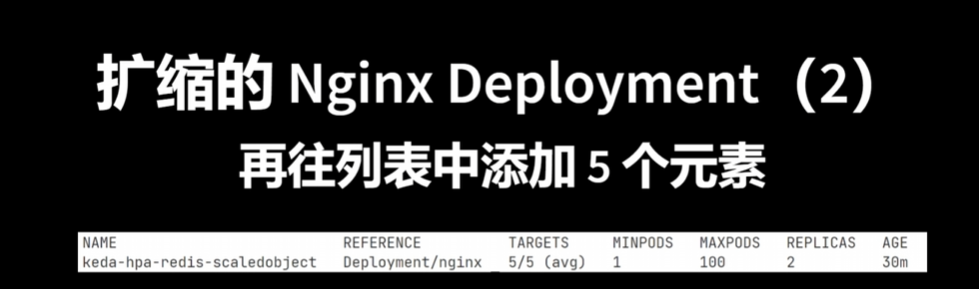 扩缩的 Nginx Deployment（2）
再往列表中添加 5 个元素
NAME REFERENCE TARGETS MINPODS MAXPODS REPLICAS AGE
keda-hpa-redis-scaledobject Deployment/nginx 5/5 (avg) 1 100 2 30m